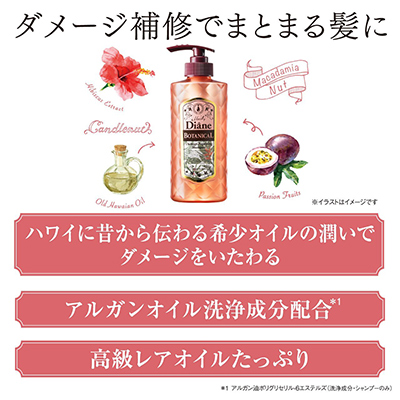 ダメージ補修でまとまる髪に
Hibiscus Extract
Macadamia
Nut
Candlenut
Moist
Diane
BOTANICAL
Old Hawaiian Oil
Passion Fruits
※イラストはイメージです
ハワイに昔から伝わる希少オイルの潤いで
ダメージをいたわる
アルガンオイル洗浄成分配合*1
高級レアオイルたっぷり
*1 アルガン油ポリグリセリル-6エステルズ（洗浄成分・シャンプーのみ）